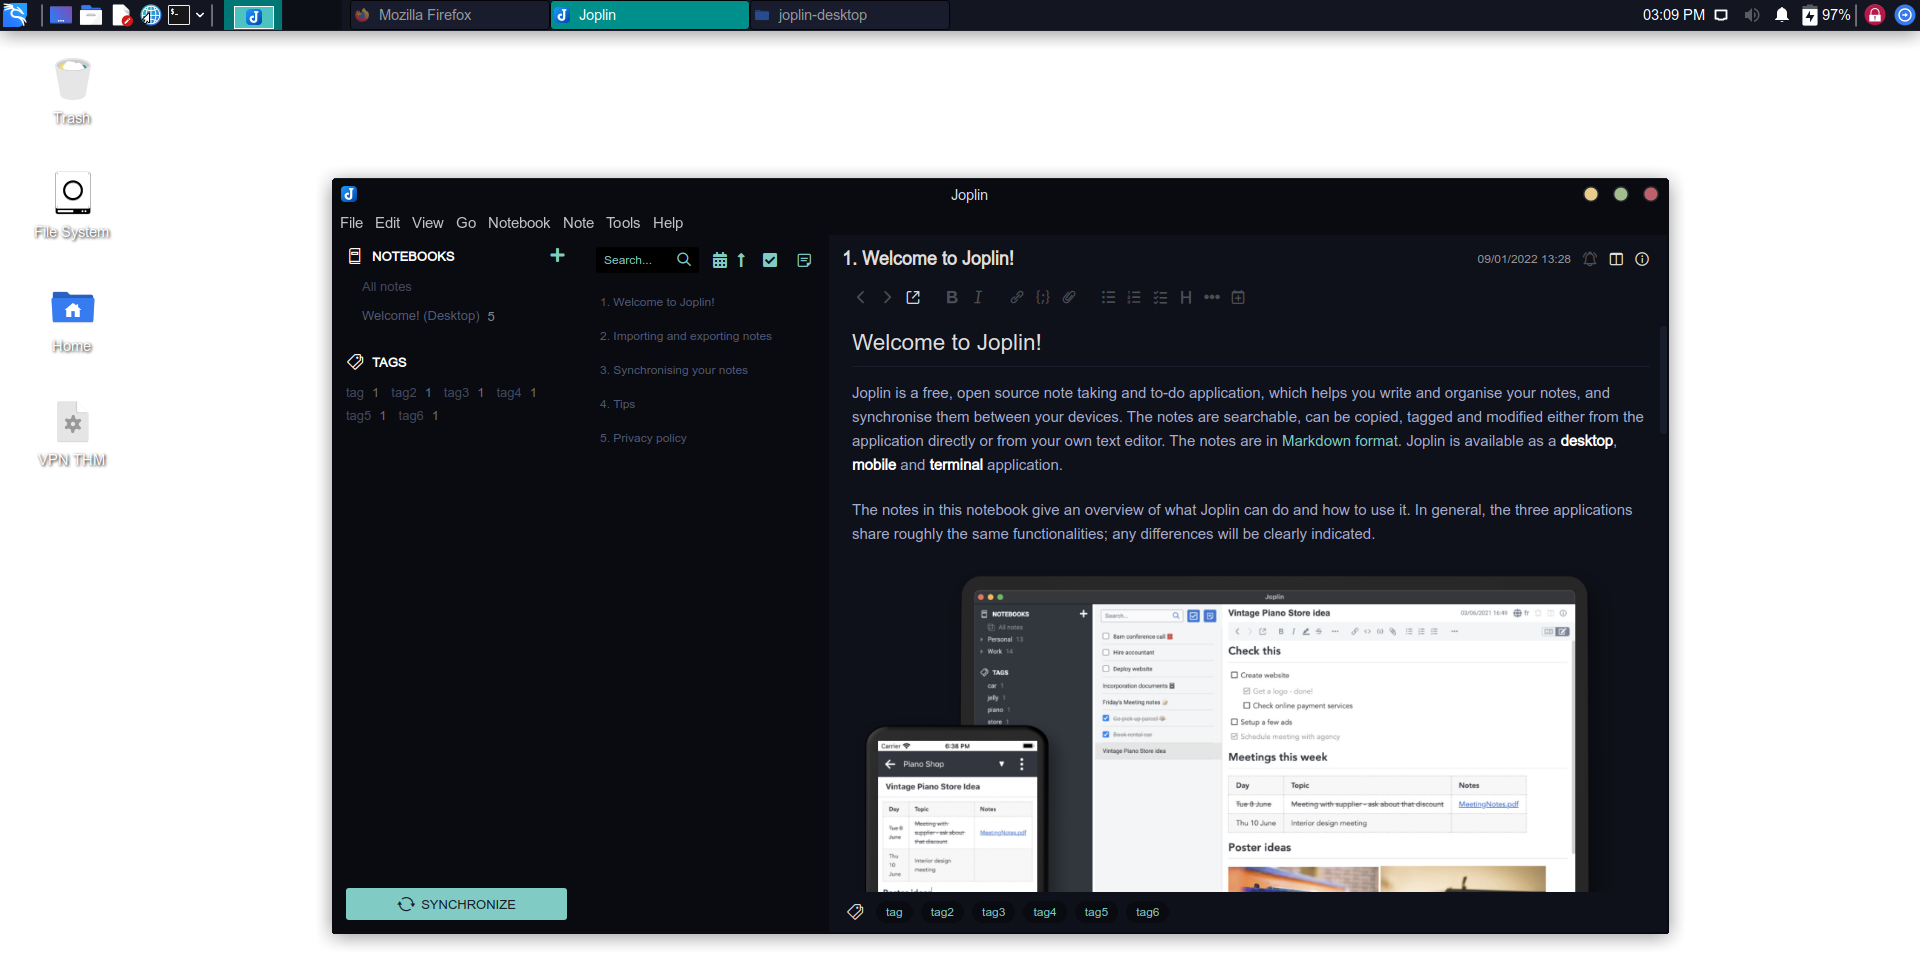 Mozilla Firefox
Joplin
joplin-desktop
03:09 PM
97%
Trash
File System
Home
VPN THM
Joplin
File Edit View Go Notebook Note Tools Help
NOTEBOOKS
All notes
Welcome! (Desktop) 5
TAGS
tag 1 tag2 1 tag3 1 tag4 1
tag5 1 tag6 1
SYNCHRONIZE
Search...
1. Welcome to Joplin!
2. Importing and exporting notes
3. Synchronising your notes
4. Tips
5. Privacy policy
1. Welcome to Joplin!
09/01/2022 13:28
Welcome to Joplin!
Joplin is a free, open source note taking and to-do application, which helps you write and organise your notes, and
synchronise them between your devices. The notes are searchable, can be copied, tagged and modified either from the
application directly or from your own text editor. The notes are in Markdown format. Joplin is available as a desktop,
mobile and terminal application.
The notes in this notebook give an overview of what Joplin can do and how to use it. In general, the three applications
share roughly the same functionalities; any differences will be clearly indicated.
Joplin
NOTEBOOKS
All notes
Personal 13
Work 14
TAGS
car 1
jelly 1
piano 1
store 1
Search...
8am conference call
Hire accountant
Deploy website
Incorporation documents
Friday's Meeting notes
Go pick up parcel
Book rental car
Vintage Piano Store idea
Vintage Piano Store idea
03/06/2021 16:49
fr
Check this
Create website
Get a logo - done!
Check online payment services
Setup a few ads
Schedule meeting with agency
Meetings this week
Day Topic Notes
Tue 8 June Meeting with supplier - ask about that discount MeetingNotes.pdf
Thu 10 June Interior design meeting
Poster ideas
Carrier 6:38 PM
Piano Shop
Vintage Piano Store Idea
Day Topic Notes
Tue 8 June Meeting with supplier - ask about that discount MeetingNotes.pdf
Thu 10 June Interior design meeting
Poster ideas
tag tag2 tag3 tag4 tag5 tag6